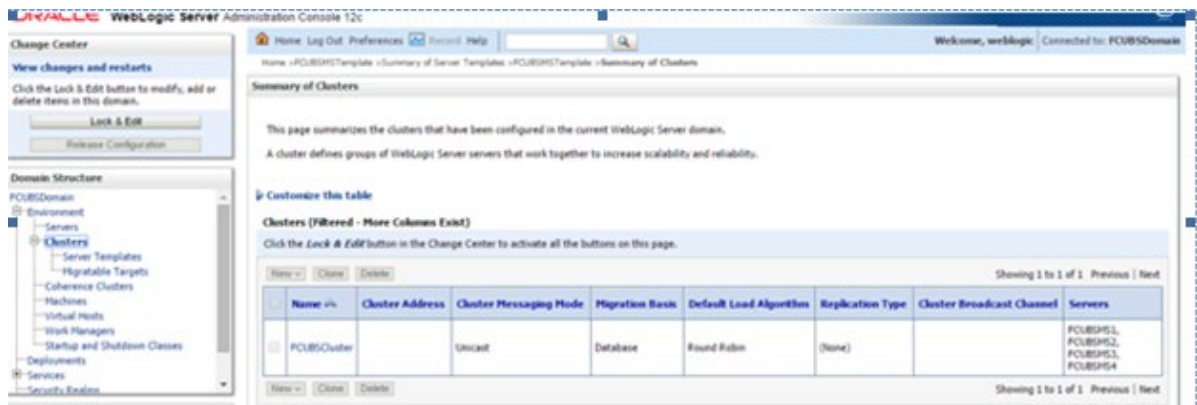 ORACLE WebLogic Server Administration Console 12c
Change Center
View changes and restarts
Click the Lock & Edit button to modify, add or
delete items in this domain.
Lock & Edit
Release Configuration
Domain Structure
FCUBSDomain
Environment
Servers
Clusters
Server Templates
Migratable Targets
Coherence Clusters
Machines
Virtual Hosts
Work Managers
Startup and Shutdown Classes
Deployments
Services
Security Realms
Home Log Out Preferences Record Help
Welcome, weblogic Connected to: FCUBSDomain
Home >FCUBSMSTemplate >Summary of Server Templates >FCUBSMSTemplate >Summary of Clusters
Summary of Clusters
This page summarizes the clusters that have been configured in the current WebLogic Server domain.
A cluster defines groups of WebLogic Server servers that work together to increase scalability and reliability.
Customize this table
Clusters (Filtered - More Columns Exist)
Click the Lock & Edit button in the Change Center to activate all the buttons on this page.
New Clone Delete
Showing 1 to 1 of 1 Previous | Next
Name Cluster Address Cluster Messaging Mode Migration Basis Default Load Algorithm Replication Type Cluster Broadcast Channel Servers
FCUBSCluster Unicast Database Round Robin (None) FCUBSMS1,
FCUBSMS2,
FCUBSMS3,
FCUBSMS4
New Clone Delete
Showing 1 to 1 of 1 Previous | Next